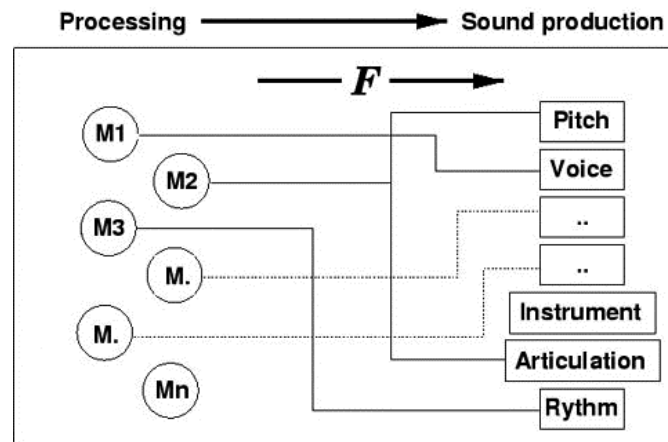 Processing Sound production
F
M1
Pitch
M2
Voice
M3
..
M.
..
Instrument
M.
Articulation
Mn
Rythm